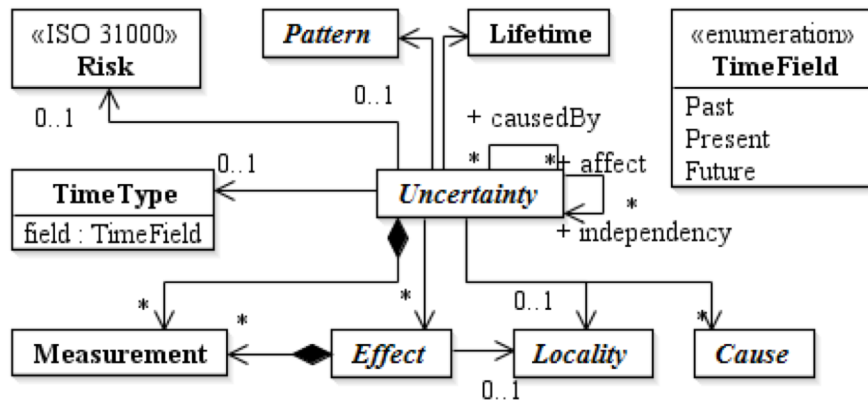 «ISO 31000»
Risk
Pattern
Lifetime
«enumeration»
TimeField
Past
Present
Future
0..1
0..1
+ causedBy
*
*
+ affect
0..1
TimeType
field : TimeField
Uncertainty
*
+ independency
*
*
*
0..1
*
Measurement
Effect
Locality
Cause
0..1